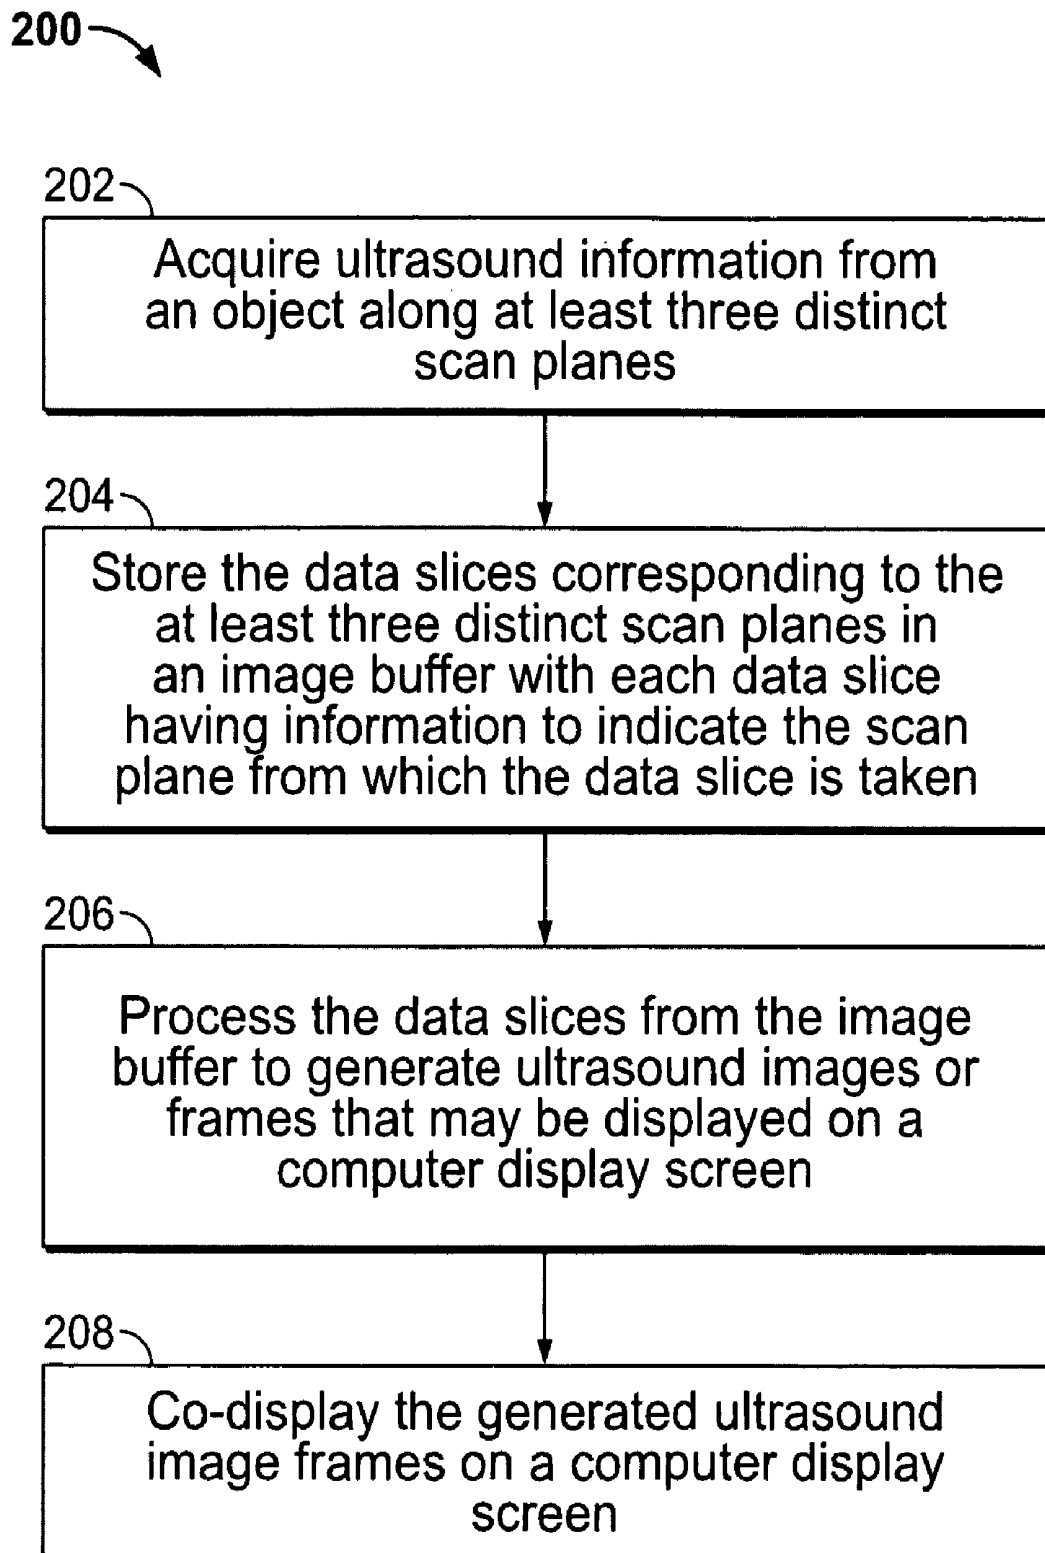 200
202
Acquire ultrasound information from
an object along at least three distinct
scan planes
204
Store the data slices corresponding to the
at least three distinct scan planes in
an image buffer with each data slice
having information to indicate the scan
plane from which the data slice is taken
206
Process the data slices from the image
buffer to generate ultrasound images or
frames that may be displayed on a
computer display screen
208
Co-display the generated ultrasound
image frames on a computer display
screen